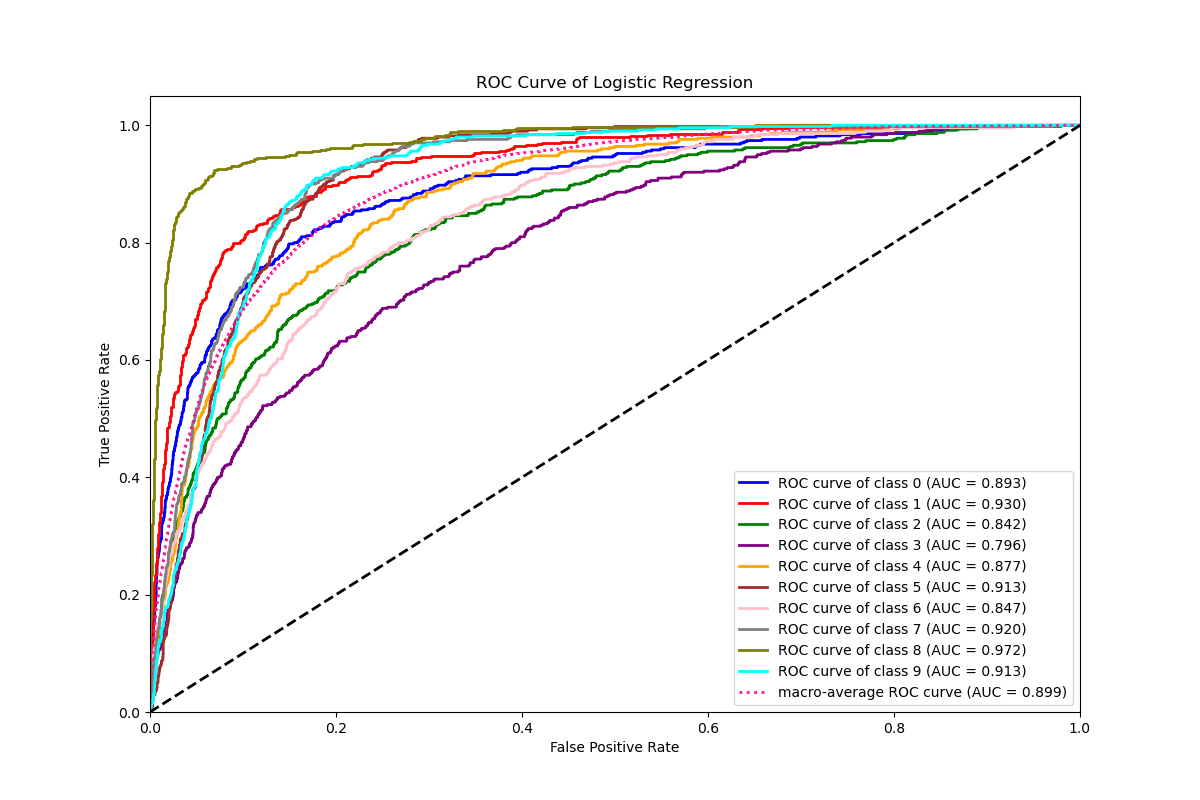 ROC Curve of Logistic Regression
1.0
0.8
0.6
0.4
0.2
0.0
True Positive Rate
ROC curve of class 0 (AUC = 0.893)
ROC curve of class 1 (AUC = 0.930)
ROC curve of class 2 (AUC = 0.842)
ROC curve of class 3 (AUC = 0.796)
ROC curve of class 4 (AUC = 0.877)
ROC curve of class 5 (AUC = 0.913)
ROC curve of class 6 (AUC = 0.847)
ROC curve of class 7 (AUC = 0.920)
ROC curve of class 8 (AUC = 0.972)
ROC curve of class 9 (AUC = 0.913)
macro-average ROC curve (AUC = 0.899)
0.0 0.2 0.4 0.6 0.8 1.0
False Positive Rate